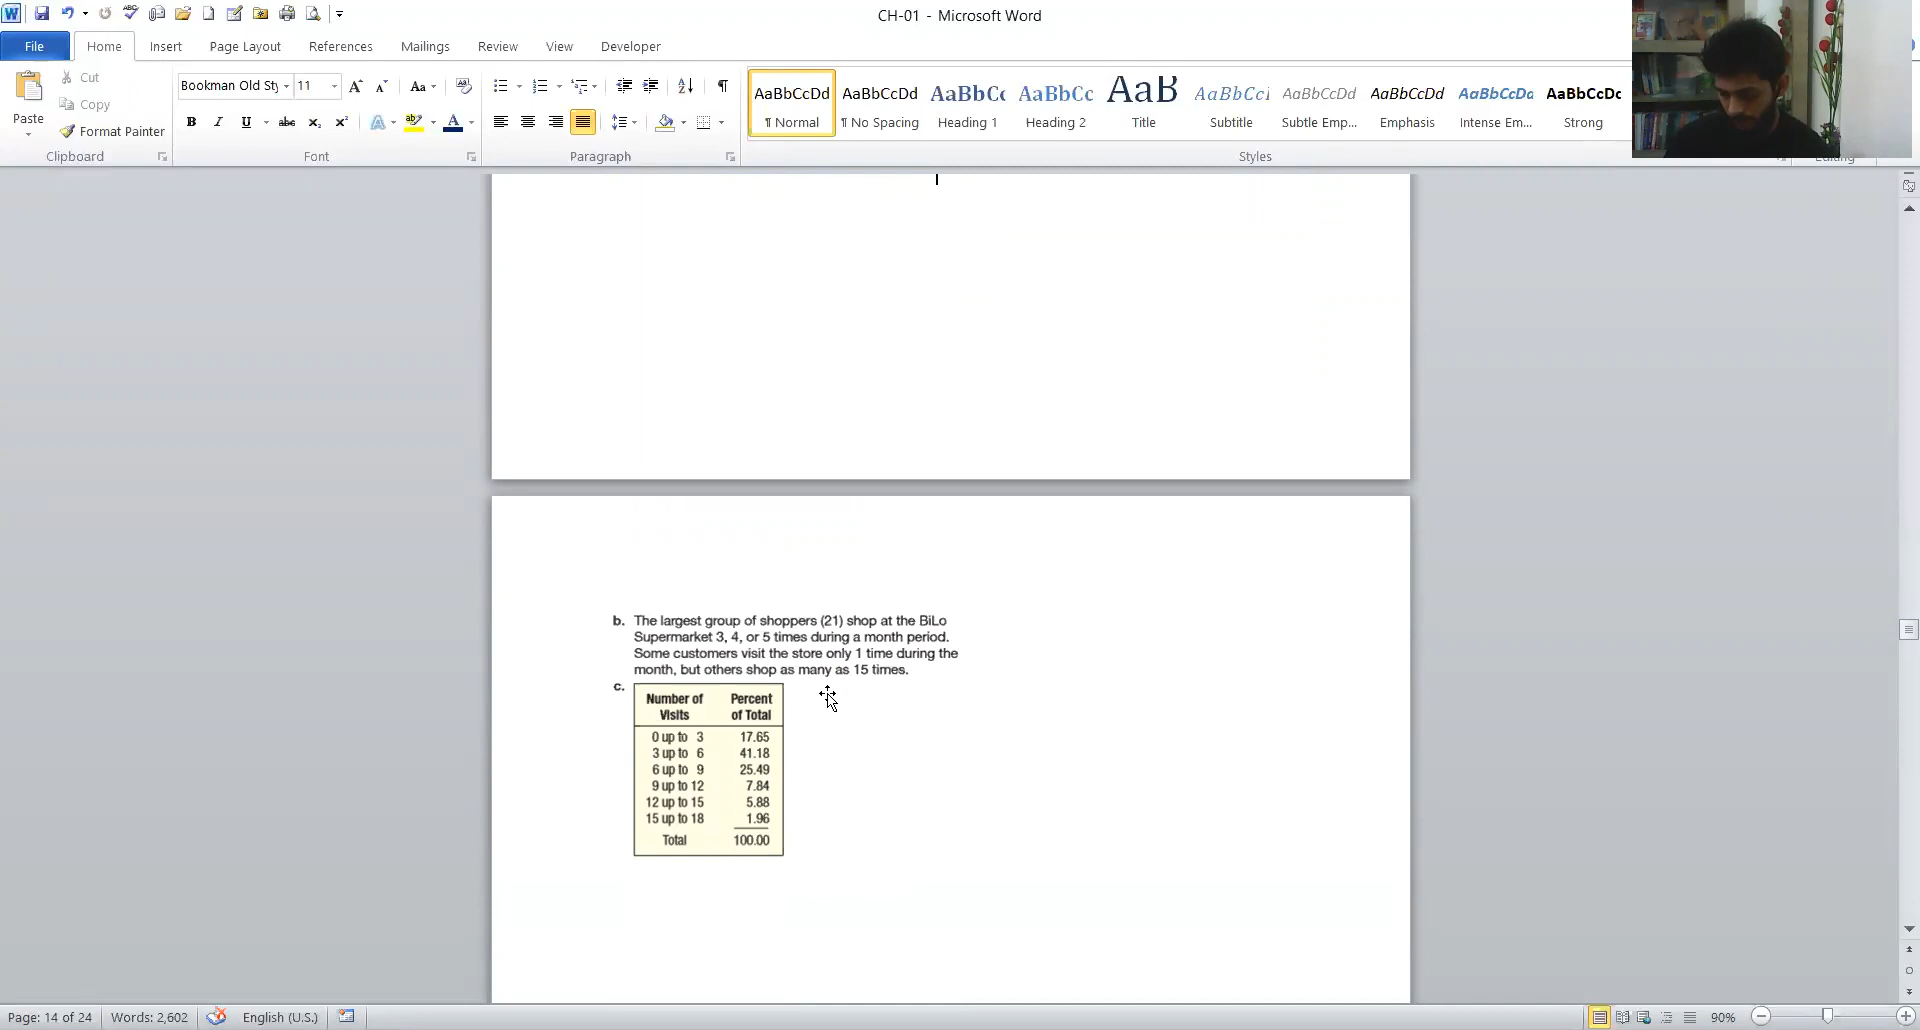 CH-01 - Microsoft Word
File Home Insert Page Layout References Mailings Review View Developer
Cut
Copy
Format Painter
Paste
Clipboard
Bookman Old Sty 11
Font
Paragraph
AaBbCcDd AaBbCcDd AaBbCc AaBbCc AaB AaBbCcI AaBbCcDd AaBbCcDd AaBbCcDd AaBbCcDc
¶ Normal ¶ No Spacing Heading 1 Heading 2 Title Subtitle Subtle Emp... Emphasis Intense Em... Strong
Styles
b. The largest group of shoppers (21) shop at the BiLo
Supermarket 3, 4, or 5 times during a month period.
Some customers visit the store only 1 time during the
month, but others shop as many as 15 times.
c.
Number of Visits Percent of Total
0 up to 3 17.65
3 up to 6 41.18
6 up to 9 25.49
9 up to 12 7.84
12 up to 15 5.88
15 up to 18 1.96
Total 100.00
Page: 14 of 24 Words: 2,602 English (U.S.) 90%